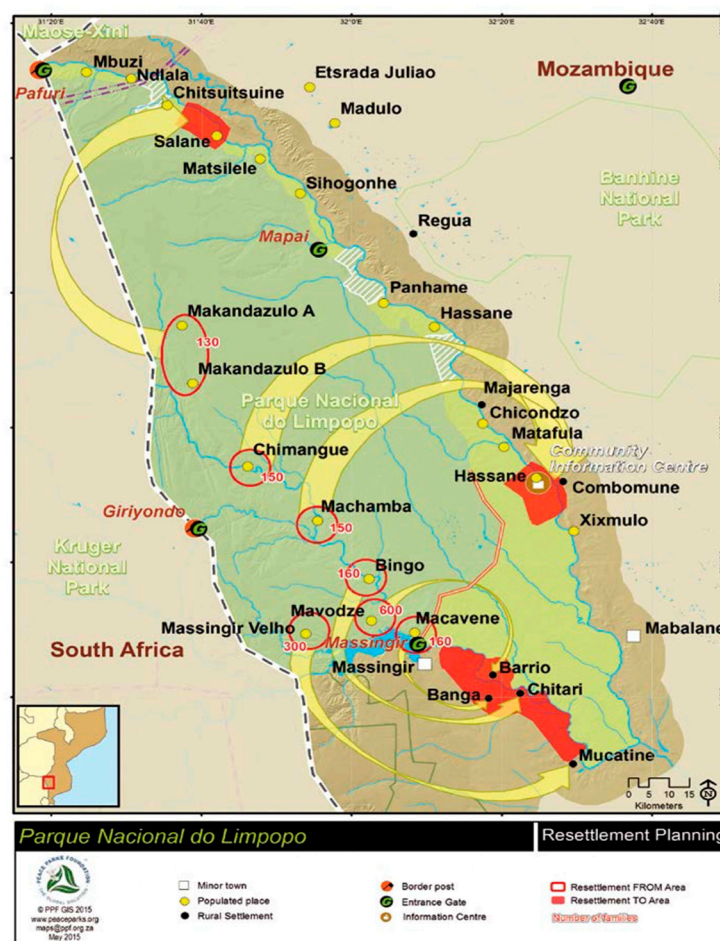 31°20'
31°40'
32°0'
32°20'
32°40'
Maose-Xini
Mbuzi
Etsrada Juliao
Mozambique
Ndlala
Pafuri
Chitsuitsuine
Madulo
Salane
Matsilele
Banhine
National
Park
Sihogonhe
Regua
Mapai
Panhame
Makandazulo A
Hassane
130
Makandazulo B
Majarenga
Parque Nacional
do Limpopo
Chicondzo
Matafula
Chimangue
Community
Information Centre
150
Hassane
Combomune
Machamba
Giriyondo
150
Xixmulo
Kruger
National
Park
Bingo
160
600
Mavodze
Macavene
Massingir Velho
Massingir
160
300
Mabalane
South Africa
Massingir
Barrio
Banga
Chitari
Mucatine
0 5 10 15
Kilometers
N
Parque Nacional do Limpopo
Resettlement Planning
PEACE PARKS FOUNDATION
THE GLOBAL SOLUTION
© PPF GIS 2015
www.peaceparks.org
maps@ppf.org.za
May 2015
Minor town
Populated place
Rural Settlement
Border post
Entrance Gate
Information Centre
Resettlement FROM Area
Resettlement TO Area
Number of families